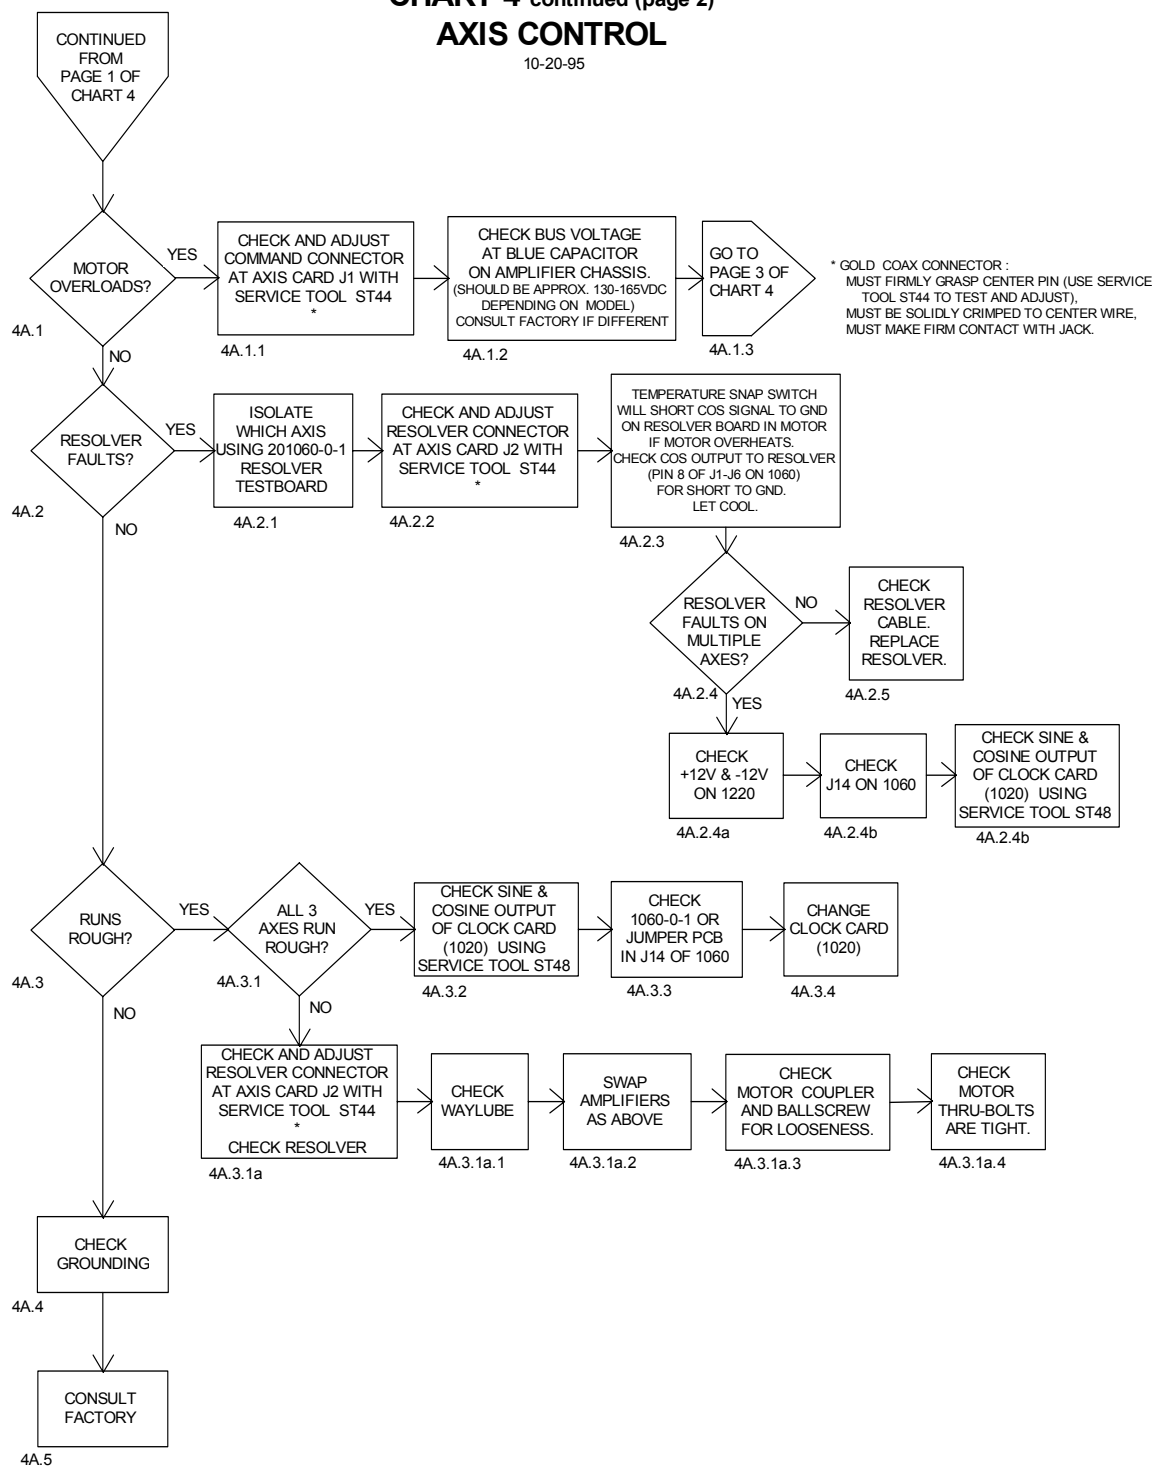 CHART 4 continued (page 2)
AXIS CONTROL
10-20-95
CONTINUED
FROM
PAGE 1 OF
CHART 4
MOTOR
OVERLOADS?
4A.1
YES
NO
CHECK AND ADJUST
COMMAND CONNECTOR
AT AXIS CARD J1 WITH
SERVICE TOOL ST44
*
4A.1.1
CHECK BUS VOLTAGE
AT BLUE CAPACITOR
ON AMPLIFIER CHASSIS.
(SHOULD BE APPROX. 130-165VDC
DEPENDING ON MODEL)
CONSULT FACTORY IF DIFFERENT
4A.1.2
GO TO
PAGE 3 OF
CHART 4
4A.1.3
* GOLD COAX CONNECTOR :
MUST FIRMLY GRASP CENTER PIN (USE SERVICE
TOOL ST44 TO TEST AND ADJUST),
MUST BE SOLIDLY CRIMPED TO CENTER WIRE,
MUST MAKE FIRM CONTACT WITH JACK.
RESOLVER
FAULTS?
4A.2
YES
NO
ISOLATE
WHICH AXIS
USING 201060-0-1
RESOLVER
TESTBOARD
4A.2.1
CHECK AND ADJUST
RESOLVER CONNECTOR
AT AXIS CARD J2 WITH
SERVICE TOOL ST44
*
4A.2.2
TEMPERATURE SNAP SWITCH
WILL SHORT COS SIGNAL TO GND
ON RESOLVER BOARD IN MOTOR
IF MOTOR OVERHEATS.
CHECK COS OUTPUT TO RESOLVER
(PIN 8 OF J1-J6 ON 1060)
FOR SHORT TO GND.
LET COOL.
4A.2.3
RESOLVER
FAULTS ON
MULTIPLE
AXES?
4A.2.4
NO
YES
CHECK
RESOLVER
CABLE.
REPLACE
RESOLVER.
4A.2.5
CHECK
+12V & -12V
ON 1220
4A.2.4a
CHECK
J14 ON 1060
4A.2.4b
CHECK SINE &
COSINE OUTPUT
OF CLOCK CARD
(1020) USING
SERVICE TOOL ST48
4A.2.4b
RUNS
ROUGH?
4A.3
YES
NO
ALL 3
AXES RUN
ROUGH?
4A.3.1
YES
NO
CHECK SINE &
COSINE OUTPUT
OF CLOCK CARD
(1020) USING
SERVICE TOOL ST48
4A.3.2
CHECK
1060-0-1 OR
JUMPER PCB
IN J14 OF 1060
4A.3.3
CHANGE
CLOCK CARD
(1020)
4A.3.4
CHECK AND ADJUST
RESOLVER CONNECTOR
AT AXIS CARD J2 WITH
SERVICE TOOL ST44
*
CHECK RESOLVER
4A.3.1a
CHECK
WAYLUBE
4A.3.1a.1
SWAP
AMPLIFIERS
AS ABOVE
4A.3.1a.2
CHECK
MOTOR COUPLER
AND BALLSCREW
FOR LOOSENESS.
4A.3.1a.3
CHECK
MOTOR
THRU-BOLTS
ARE TIGHT.
4A.3.1a.4
CHECK
GROUNDING
4A.4
CONSULT
FACTORY
4A.5